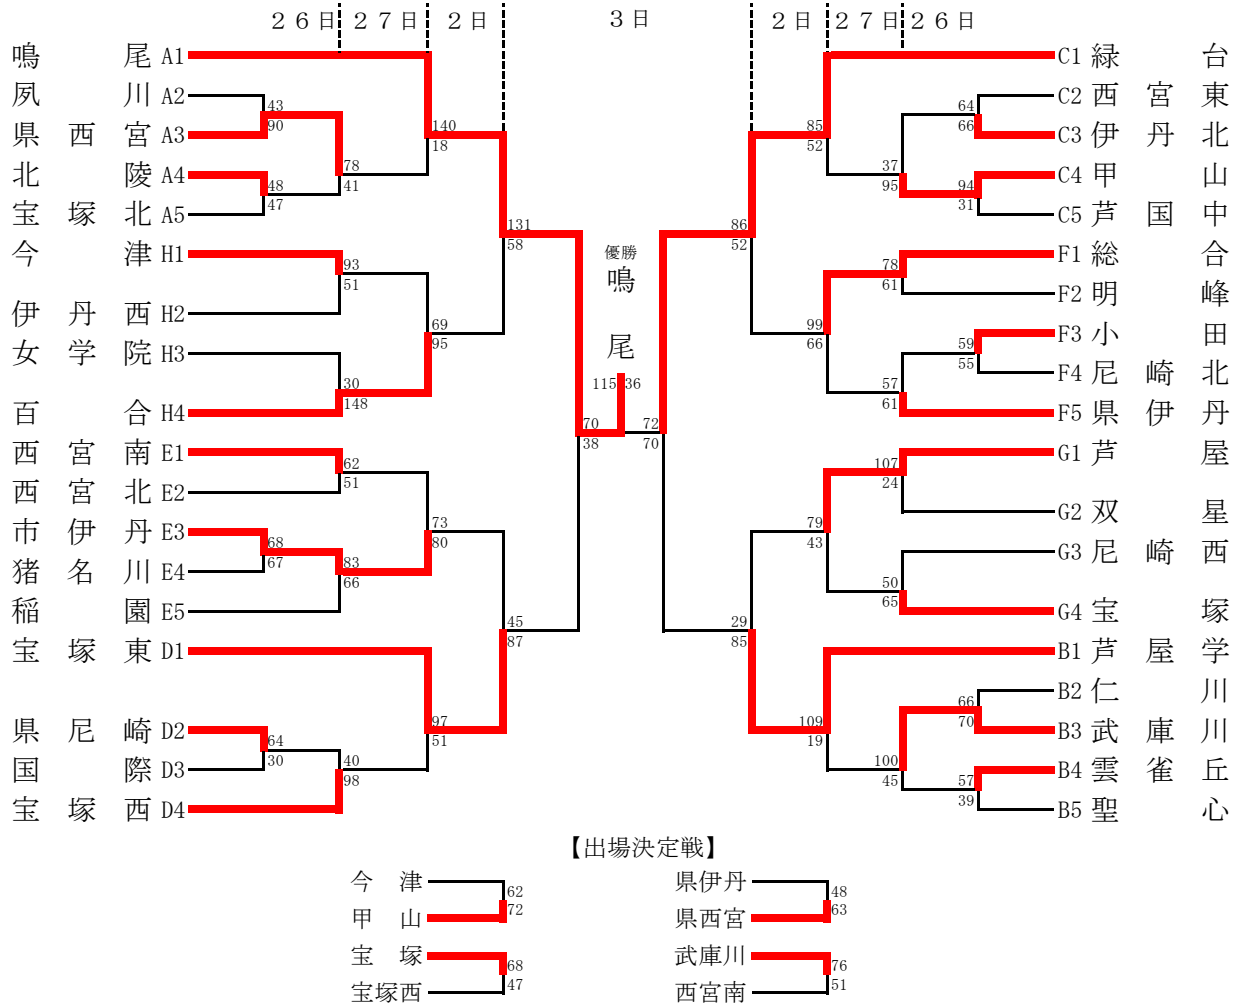 ２６日 ２７日 ２日 ３日 ２日 ２７日 ２６日
鳴尾 A1
夙川 A2
43
県西宮 A3
90
140
18
北陵 A4
78
41
48
宝塚北 A5
47
131
58
今津 H1
93
51
伊丹西 H2
69
95
女学院 H3
30
148
百合 H4
70
38
西宮南 E1
62
51
西宮北 E2
市伊丹 E3
73
80
68
67
猪名川 E4
83
66
稲園 E5
45
87
宝塚東 D1
97
51
県尼崎 D2
64
30
国際 D3
40
98
宝塚西 D4
優勝
鳴尾
115 36
C1 緑台
C2 西宮東
64
66
C3 伊丹北
85
52
37
95
C4 甲山
94
31
C5 芦国中
86
52
F1 総合
78
61
F2 明峰
99
66
F3 小田
59
55
F4 尼崎北
57
61
F5 県伊丹
72
70
G1 芦屋
107
24
G2 双星
79
43
G3 尼崎西
50
65
G4 宝塚
29
85
B1 芦屋学
B2 仁川
66
70
B3 武庫川
109
19
100
45
B4 雲雀丘
57
39
B5 聖心
【出場決定戦】
今津
62
甲山
72
宝塚
68
宝塚西
47
県伊丹
48
県西宮
63
武庫川
76
西宮南
51